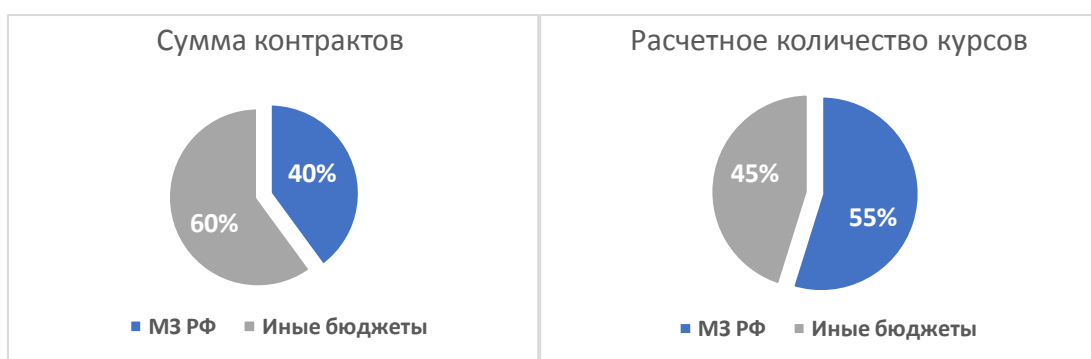 Сумма контрактов
40%
60%
МЗ РФ Иные бюджеты
Расчетное количество курсов
45%
55%
МЗ РФ Иные бюджеты